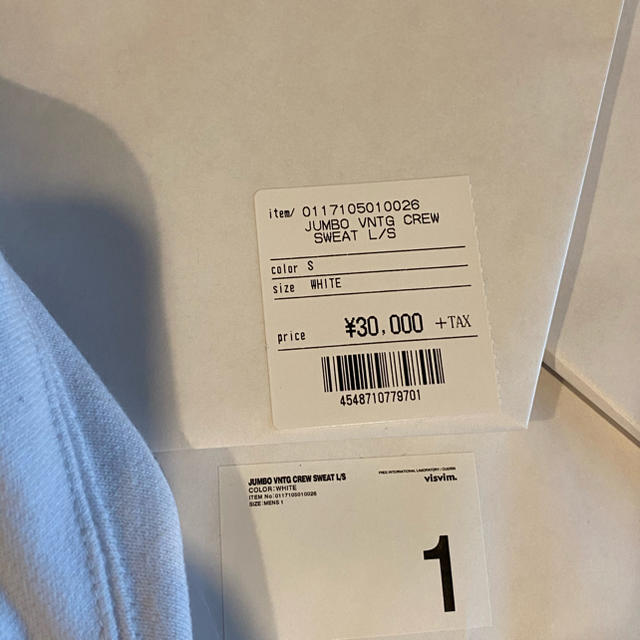 item/ 0117105010026
JUMBO VNTG CREW
SWEAT L/S
color S
size WHITE
price ¥30,000 +TAX
4548710779701
JUMBO VNTG CREW SWEAT L/S
COLOR:WHITE
ITEM No:0117105010026
SIZE:MENS 1
FREE INTERNATIONAL LABORATORY
visvim.
1